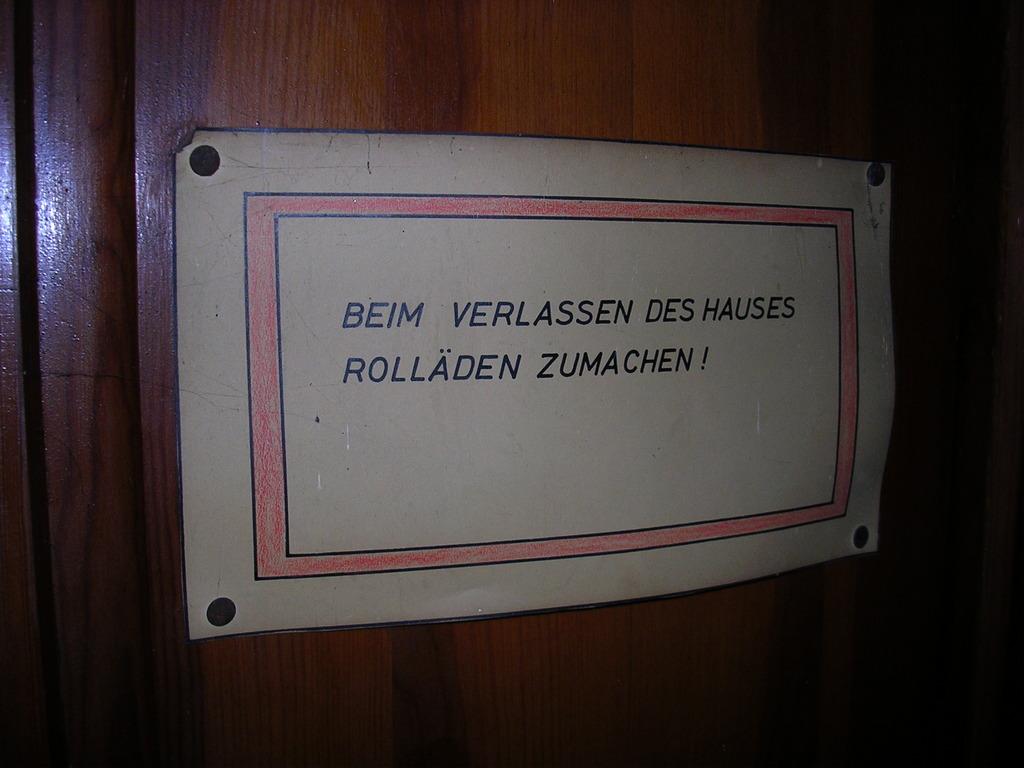 BEIM VERLASSEN DES HAUSES
ROLLÄDEN ZUMACHEN!